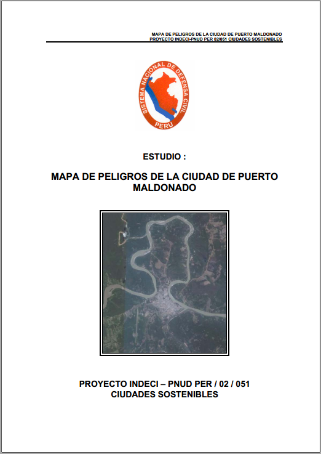 MAPA DE PELIGROS DE LA CIUDAD DE PUERTO MALDONADO
PROYECTO INDECI-PNUD PER 02/051 CIUDADES SOSTENIBLES
SISTEMA NACIONAL DE DEFENSA CIVIL
PERU
ESTUDIO :
MAPA DE PELIGROS DE LA CIUDAD DE PUERTO
MALDONADO
PROYECTO INDECI – PNUD PER / 02 / 051
CIUDADES SOSTENIBLES